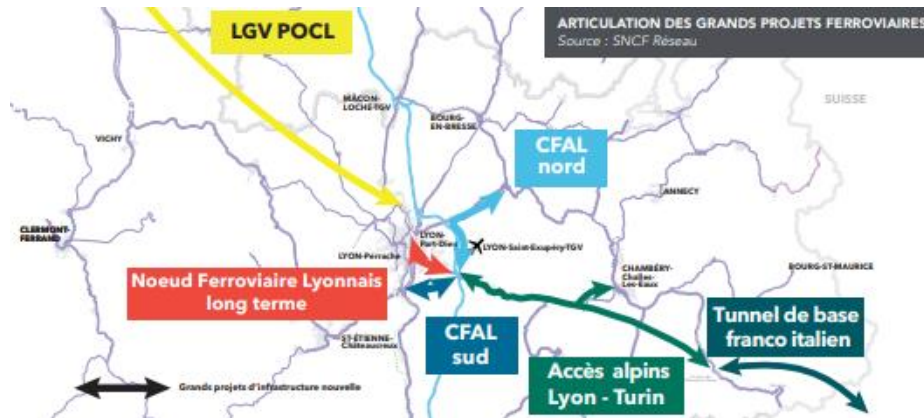 LGV POCL
ARTICULATION DES GRANDS PROJETS FERROVIAIRES
Source : SNCF Réseau
SUISSE
MÂCON-
LOCHE-TGV
BOURG-
EN-BRESSE
VICHY
CFAL
nord
ANNECY
CLERMONT-
FERRAND
LYON-
Part-Dieu
LYON-Saint-Exupéry-TGV
LYON-Perrache
CHAMBÉRY-
Challes-
Les-Eaux
BOURG-ST-MAURICE
Noeud Ferroviaire Lyonnais
long terme
Tunnel de base
franco italien
ST-ÉTIENNE-
Châteaucreux
CFAL
sud
Accès alpins
Lyon - Turin
Grands projets d'infrastructure nouvelle